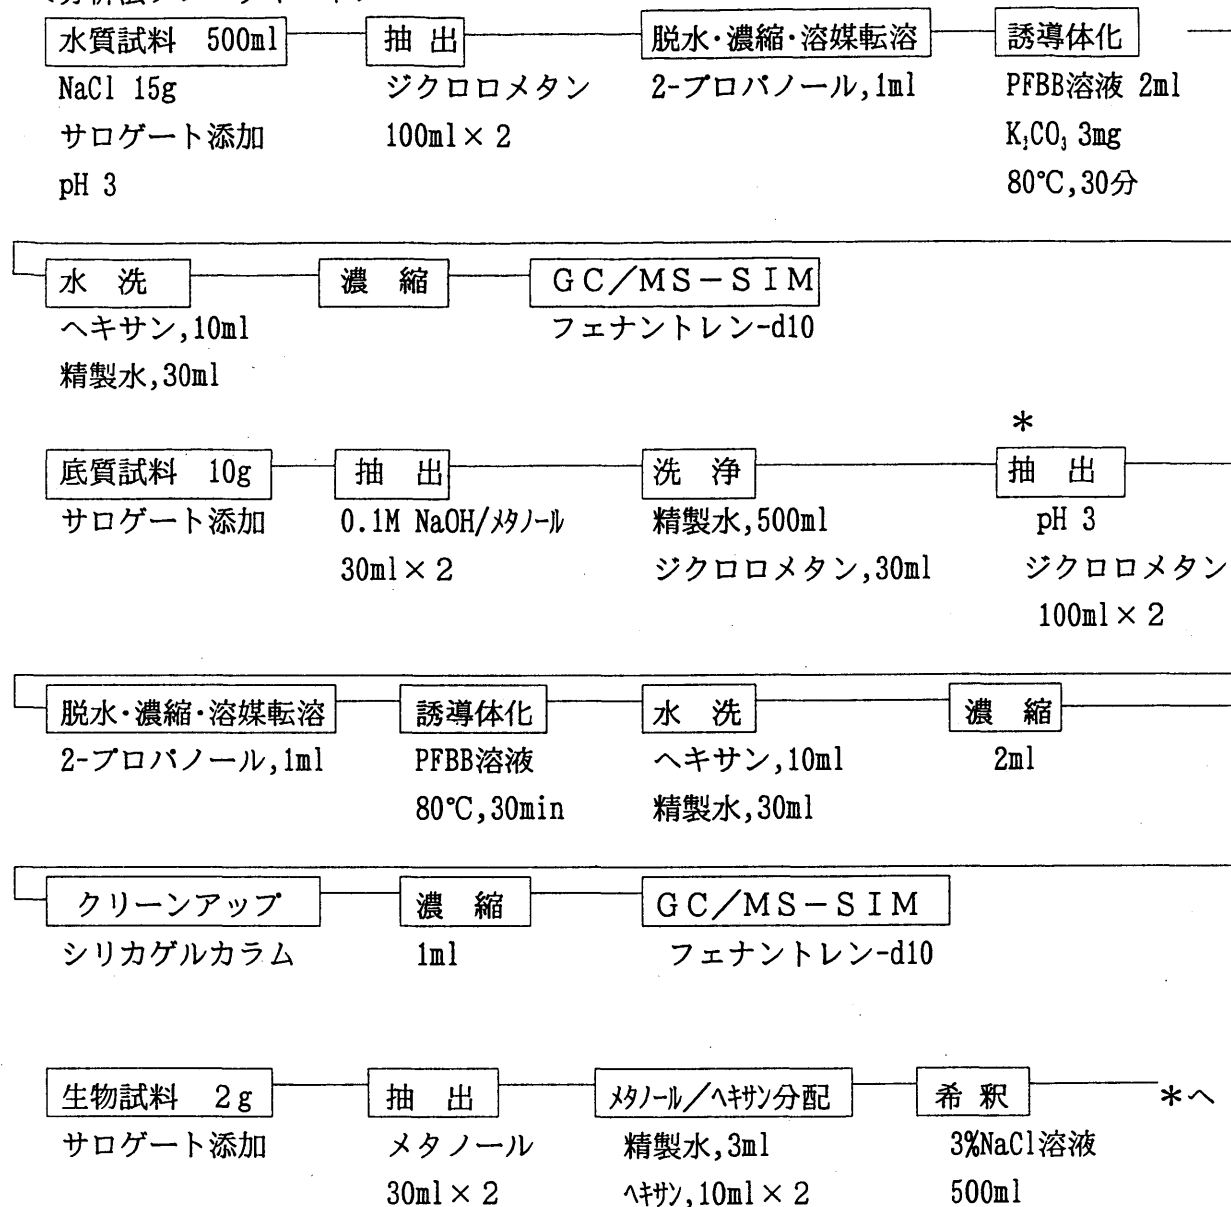 水質試料 500ml 抽出 脱水・濃縮・溶媒転溶 誘導体化
NaCl 15g ジクロロメタン 2-プロパノール,1ml PFBB溶液 2ml
サロゲート添加 100ml×2 K₂CO₃ 3mg
pH 3 80℃,30分
水洗 濃縮 GC/MS-SIM
ヘキサン,10ml フェナントレン-d10
精製水,30ml
*
底質試料 10g 抽出 洗浄 抽出
サロゲート添加 0.1M NaOH/メタノール 精製水,500ml pH 3
30ml×2 ジクロロメタン,30ml ジクロロメタン
100ml×2
脱水・濃縮・溶媒転溶 誘導体化 水洗 濃縮
2-プロパノール,1ml PFBB溶液 ヘキサン,10ml 2ml
80℃,30min 精製水,30ml
クリーンアップ 濃縮 GC/MS-SIM
シリカゲルカラム 1ml フェナントレン-d10
生物試料 2g 抽出 メタノール/ヘキサン分配 希釈 *へ
サロゲート添加 メタノール 精製水,3ml 3%NaCl溶液
30ml×2 ヘキサン,10ml×2 500ml